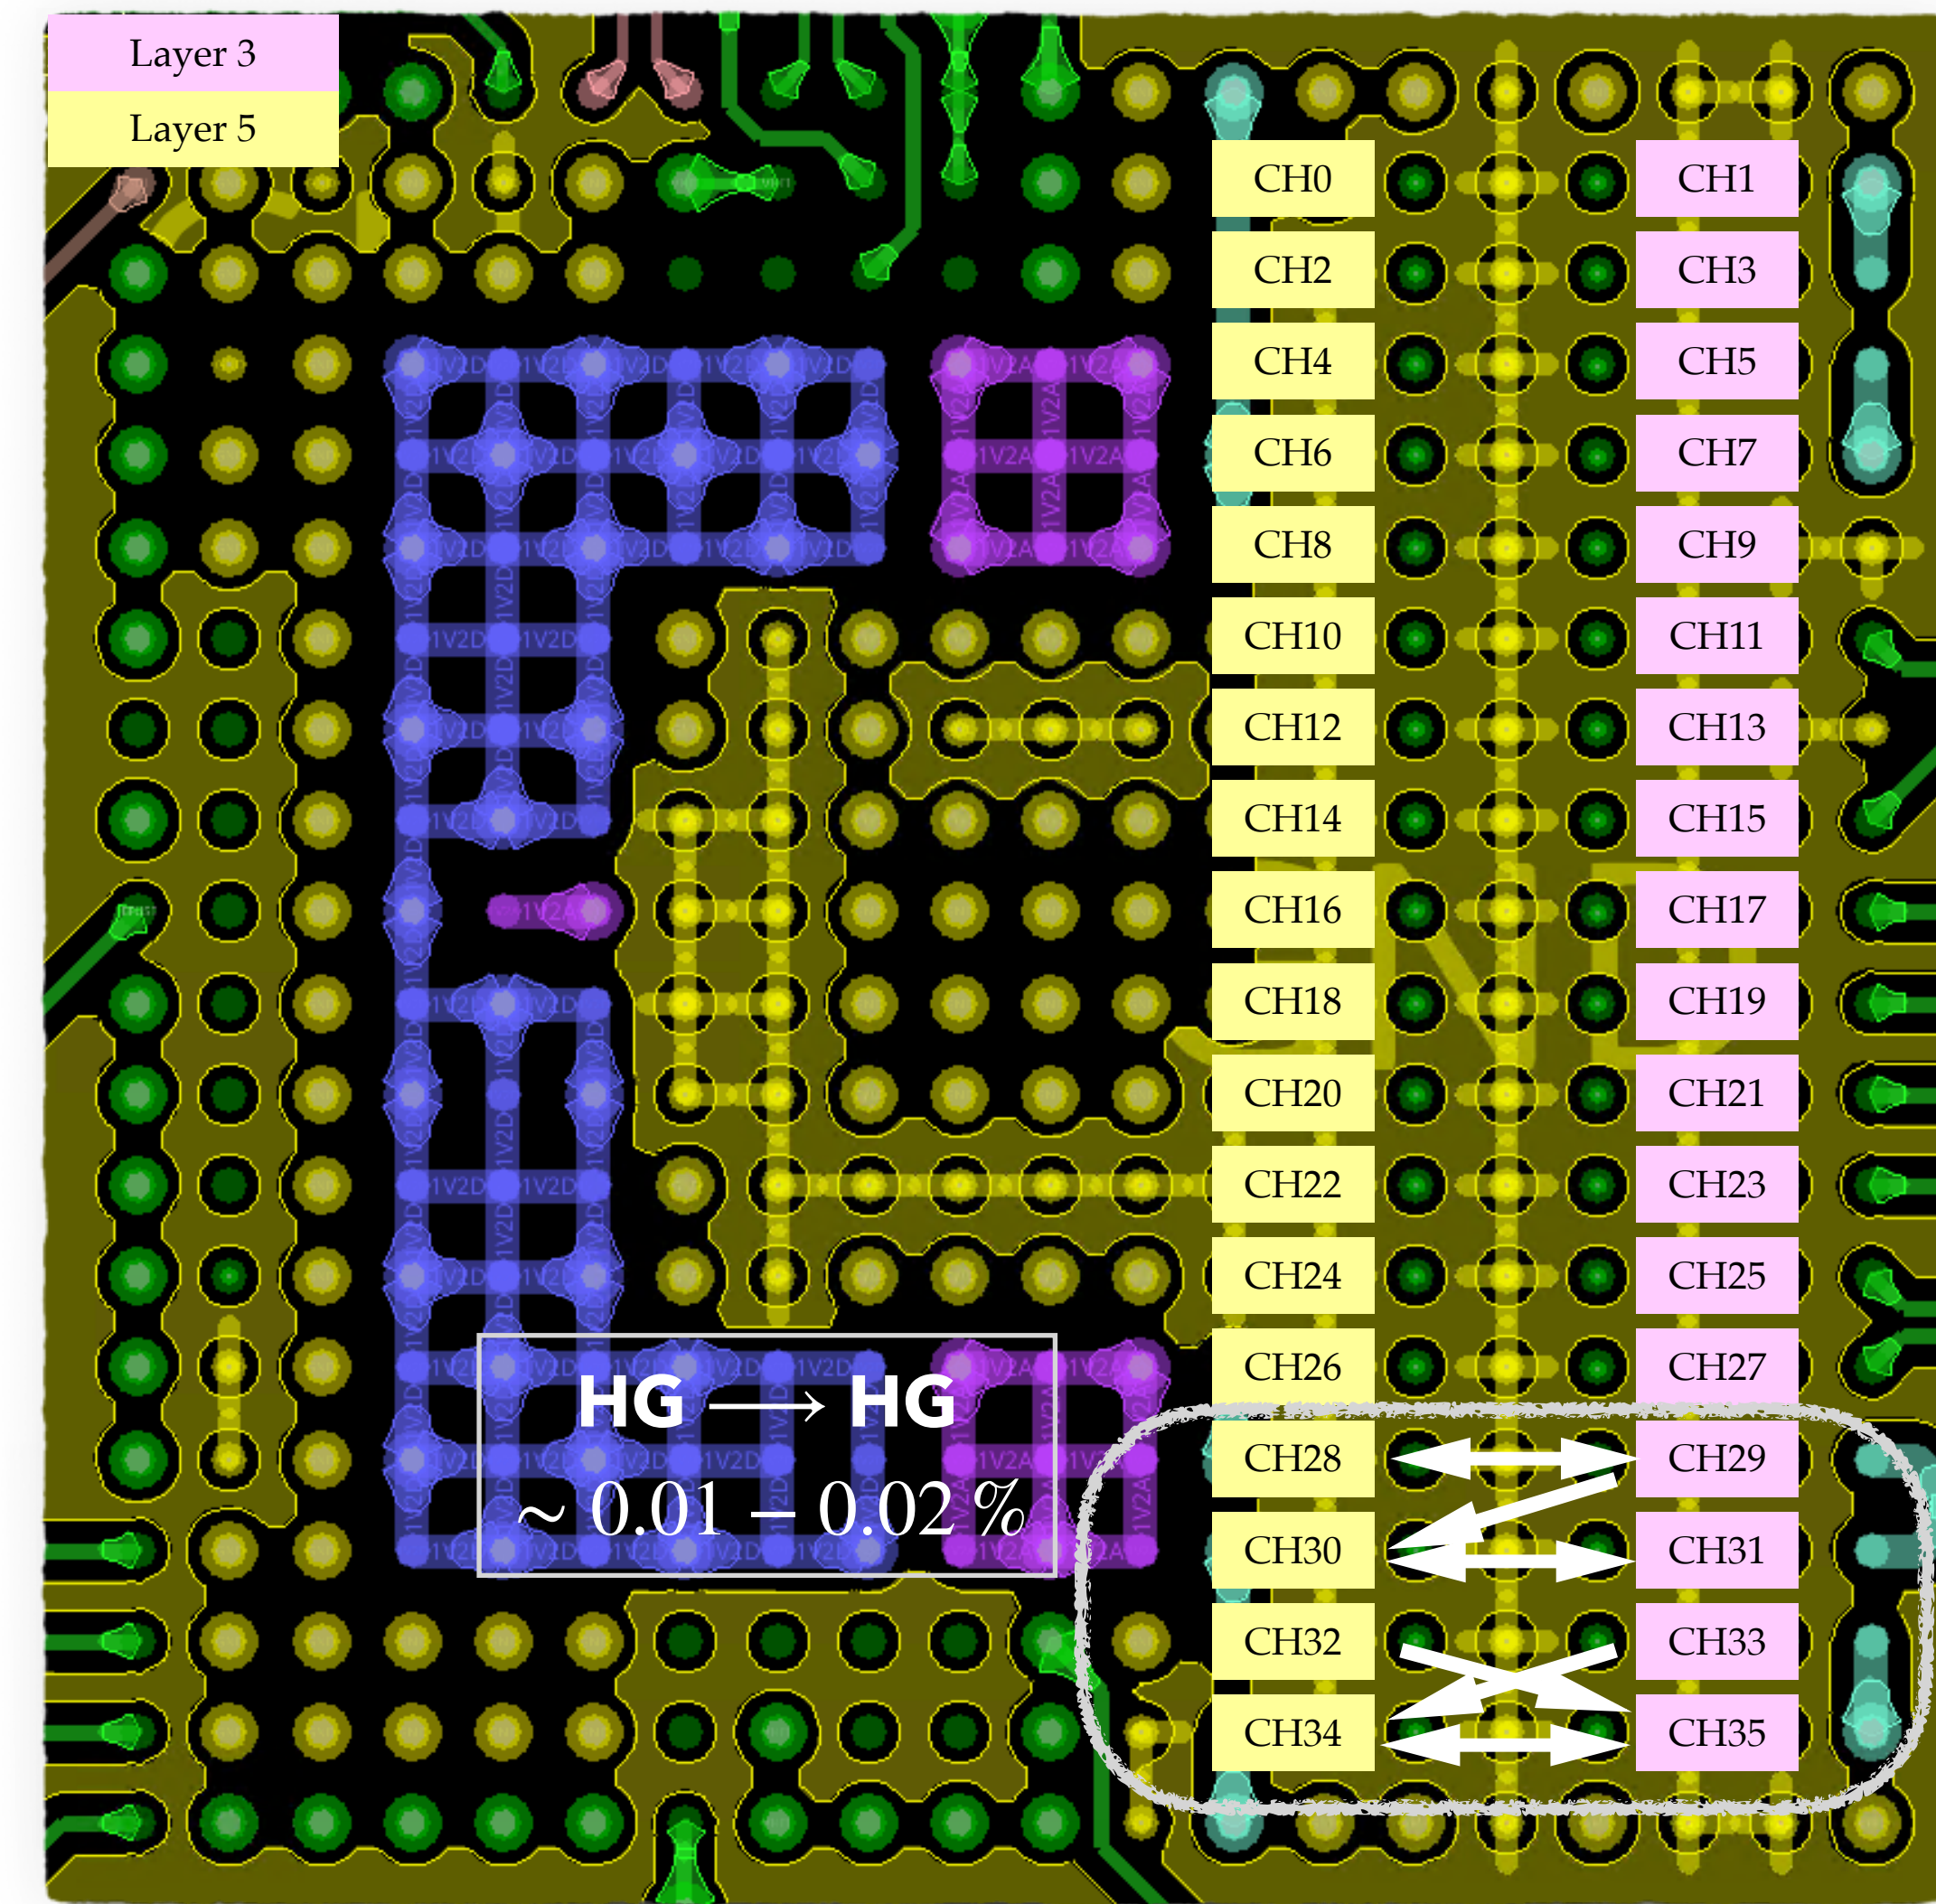 Layer 3
Layer 5
CH0 CH1
CH2 CH3
CH4 CH5
CH6 CH7
CH8 CH9
CH10 CH11
CH12 CH13
CH14 CH15
CH16 CH17
GND
CH18 CH19
CH20 CH21
CH22 CH23
CH24 CH25
CH26 CH27
HG → HG
CH28 CH29
~ 0.01 – 0.02 %
CH30 CH31
CH32 CH33
CH34 CH35